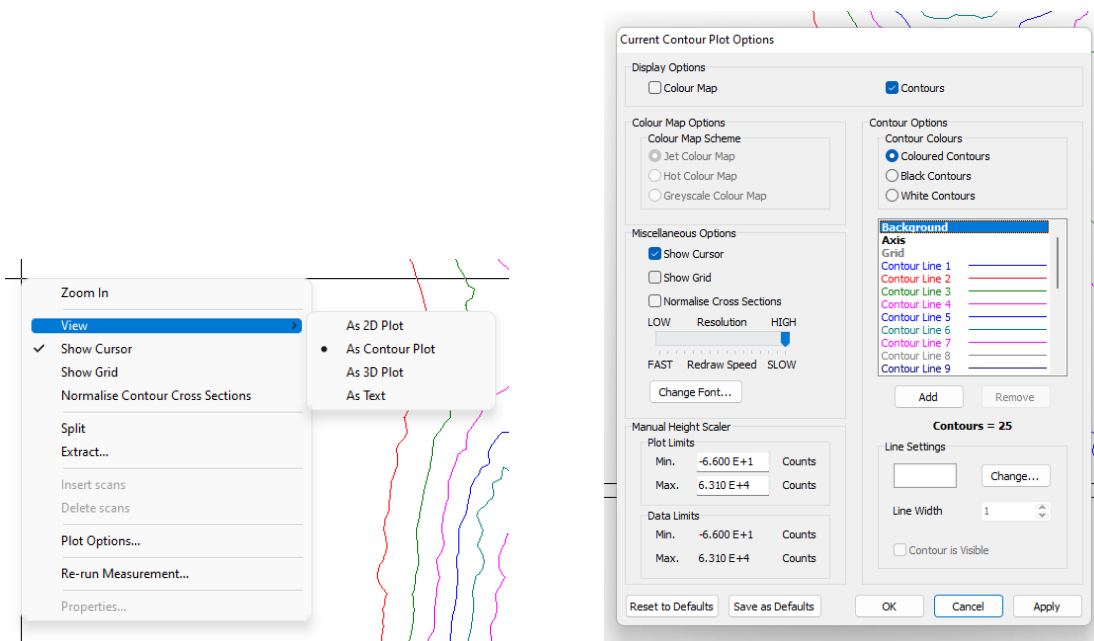 Zoom In
View
Show Cursor
Show Grid
Normalise Contour Cross Sections
Split
Extract...
Insert scans
Delete scans
Plot Options...
Re-run Measurement...
Properties...
As 2D Plot
As Contour Plot
As 3D Plot
As Text
Current Contour Plot Options
Display Options
Colour Map
Contours
Colour Map Options
Colour Map Scheme
Jet Colour Map
Hot Colour Map
Greyscale Colour Map
Miscellaneous Options
Show Cursor
Show Grid
Normalise Cross Sections
LOW Resolution HIGH
FAST Redraw Speed SLOW
Change Font...
Manual Height Scaler
Plot Limits
Min. -6.600 E+1 Counts
Max. 6.310 E+4 Counts
Data Limits
Min. -6.600 E+1 Counts
Max. 6.310 E+4 Counts
Contour Options
Contour Colours
Coloured Contours
Black Contours
White Contours
Background
Axis
Grid
Contour Line 1
Contour Line 2
Contour Line 3
Contour Line 4
Contour Line 5
Contour Line 6
Contour Line 7
Contour Line 8
Contour Line 9
Add Remove
Contours = 25
Line Settings
Change...
Line Width 1
Contour is Visible
Reset to Defaults Save as Defaults OK Cancel Apply